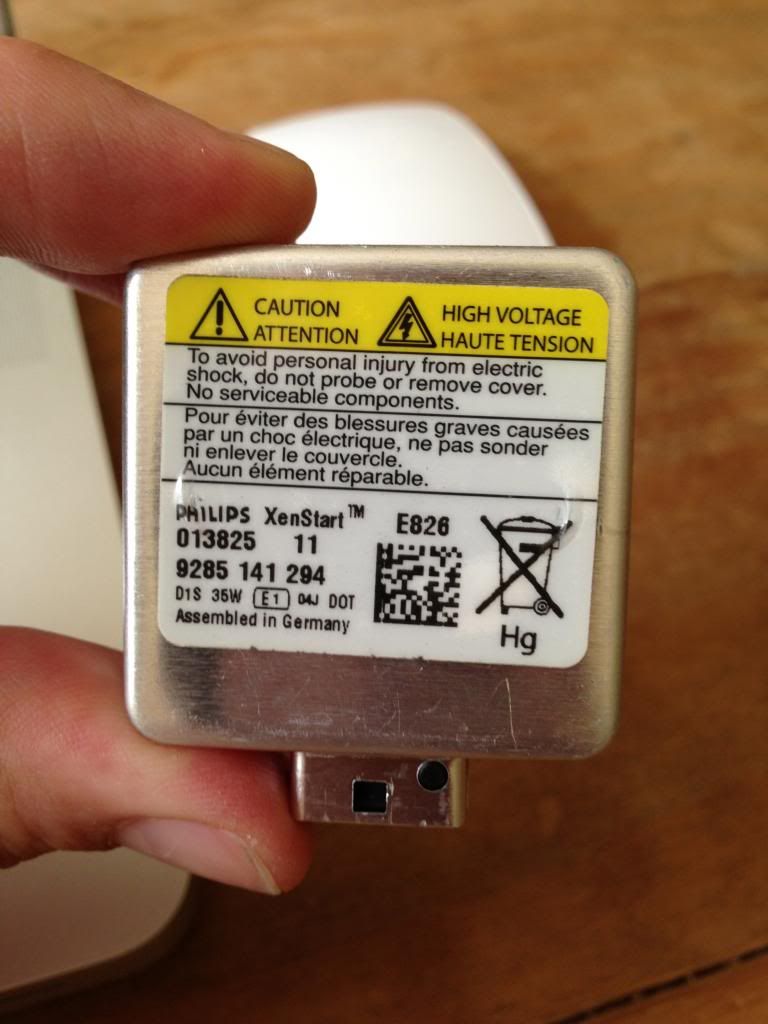 CAUTION
ATTENTION
HIGH VOLTAGE
HAUTE TENSION
To avoid personal injury from electric
shock, do not probe or remove cover.
No serviceable components.
Pour éviter des blessures graves causées
par un choc électrique, ne pas sonder
ni enlever le couvercle.
Aucun élément réparable.
PHILIPS XenStart™
013825 11
9285 141 294
D1S 35W E1 04J DOT
Assembled in Germany
E826
Hg